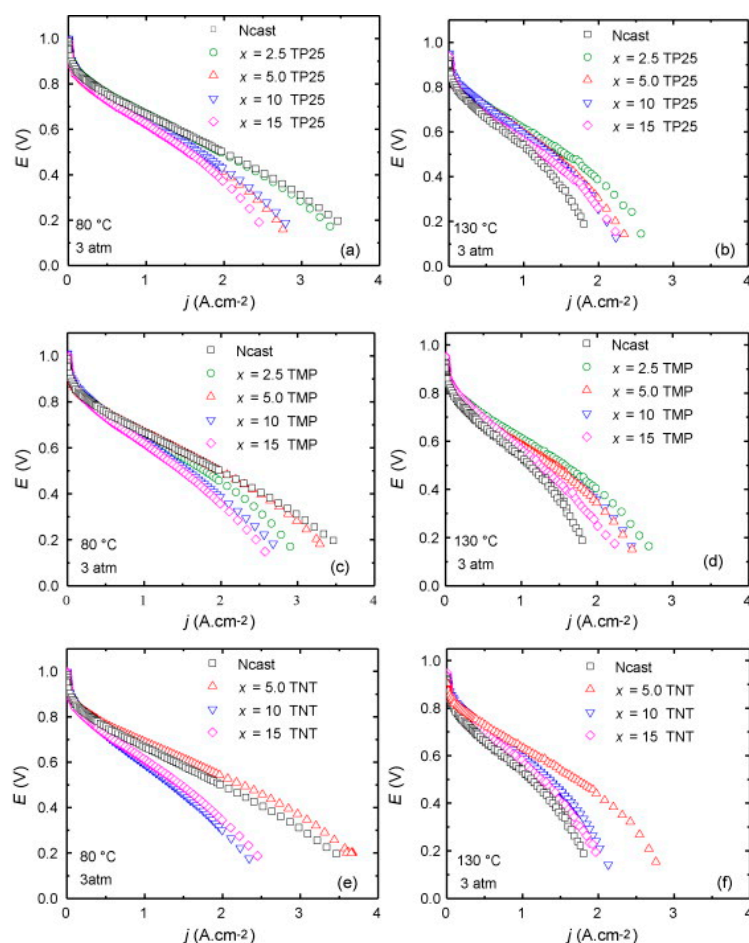 Ncast
x = 2.5 TP25
x = 5.0 TP25
x = 10 TP25
x = 15 TP25
1.0
0.8
0.6
0.4
0.2
0.0
E (V)
80 °C
3 atm
(a)
0 1 2 3 4
j (A.cm-2)
Ncast
x = 2.5 TP25
x = 5.0 TP25
x = 10 TP25
x = 15 TP25
1.0
0.8
0.6
0.4
0.2
0.0
E (V)
130 °C
3 atm
(b)
0 1 2 3 4
j (A.cm-2)
Ncast
x = 2.5 TMP
x = 5.0 TMP
x = 10 TMP
x = 15 TMP
1.0
0.8
0.6
0.4
0.2
0.0
E (V)
80 °C
3 atm
(c)
0 1 2 3 4
j (A.cm-2)
Ncast
x = 2.5 TMP
x = 5.0 TMP
x = 10 TMP
x = 15 TMP
1.0
0.8
0.6
0.4
0.2
0.0
E (V)
130 °C
3 atm
(d)
0 1 2 3 4
j (A.cm-2)
Ncast
x = 5.0 TNT
x = 10 TNT
x = 15 TNT
1.0
0.8
0.6
0.4
0.2
0.0
E (V)
80 °C
3atm
(e)
0 1 2 3 4
j (A.cm-2)
Ncast
x = 5.0 TNT
x = 10 TNT
x = 15 TNT
1.0
0.8
0.6
0.4
0.2
0.0
E (V)
130 °C
3 atm
(f)
0 1 2 3 4
j (A.cm-2)